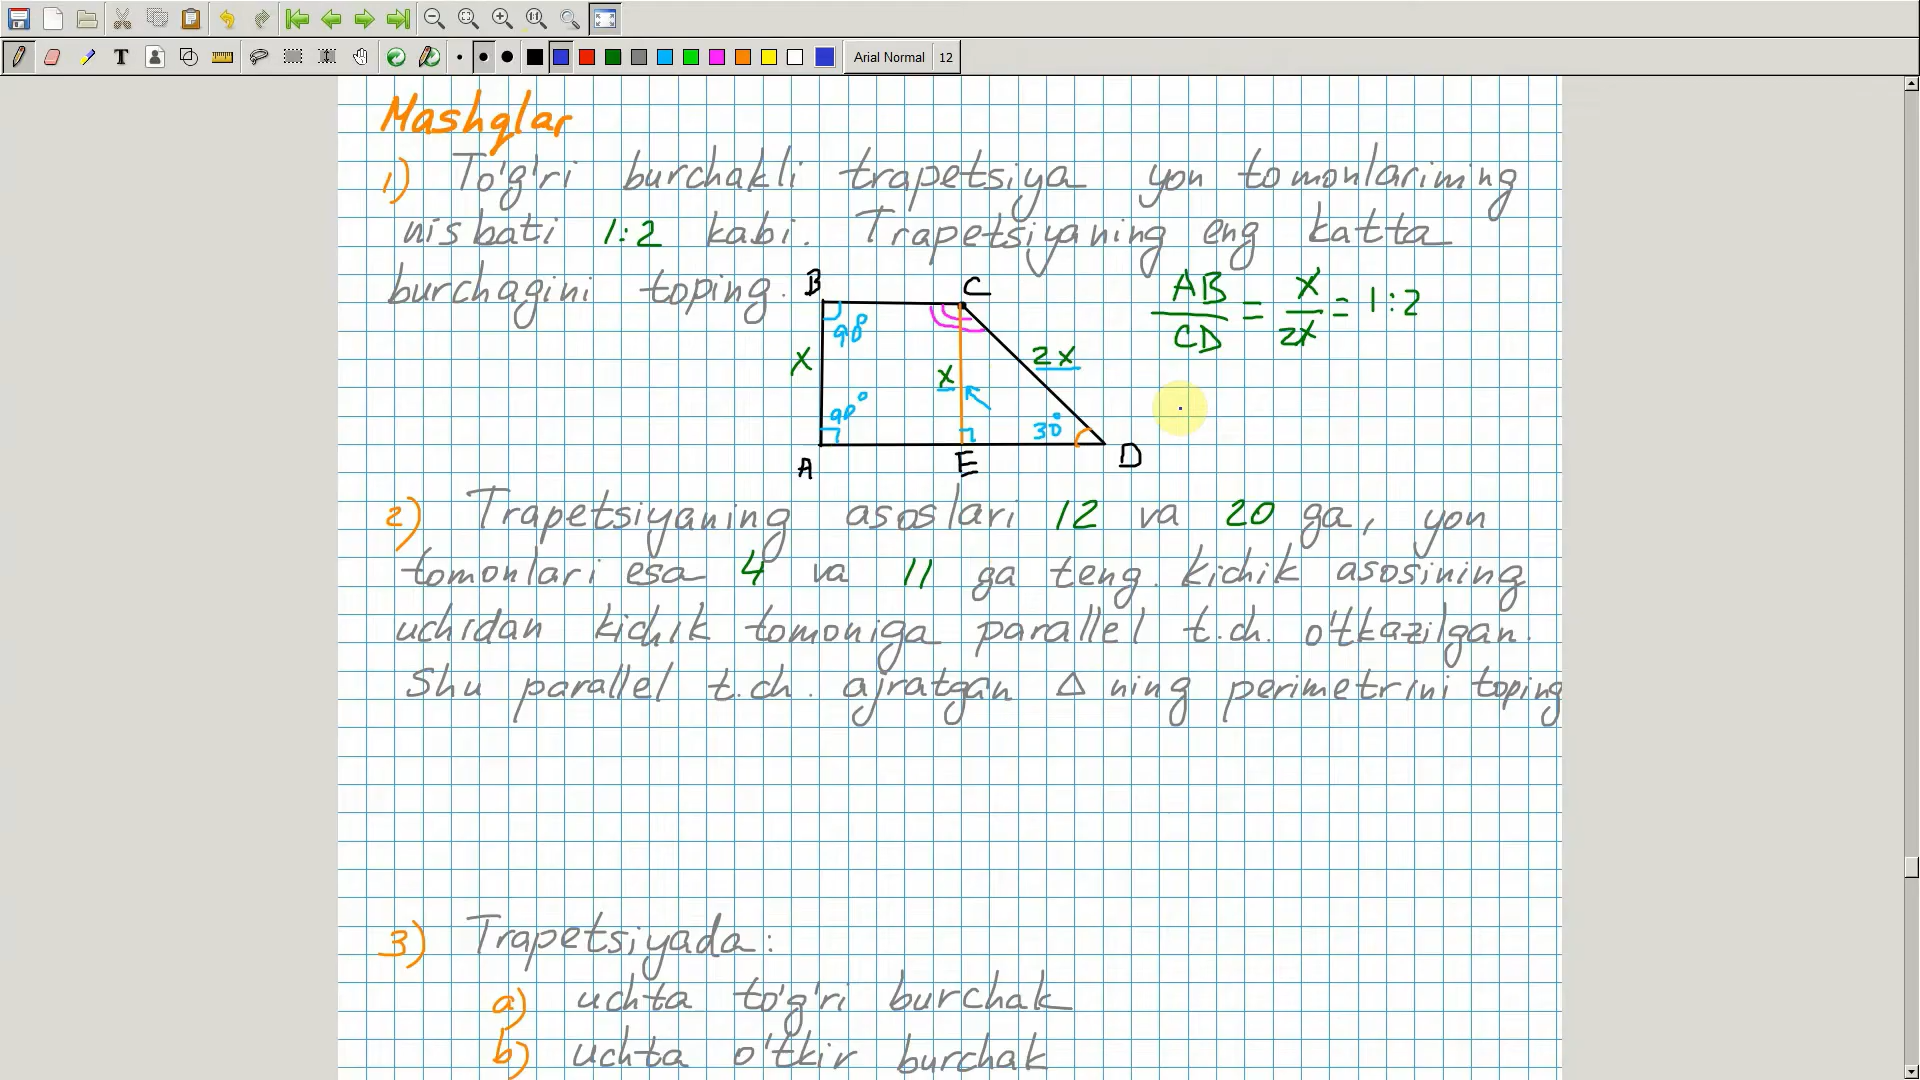 Arial Normal 12
Mashqlar
1) To'g'ri burchakli trapetsiya yon tomonlarining
nisbati 1:2 kabi. Trapetsiyaning eng katta
burchagini toping.
B C
AB/CD = x/2x = 1:2
90°
x x 2x
90° 30°
A E D
2) Trapetsiyaning asoslari 12 va 20 ga, yon
tomonlari esa 4 va 11 ga teng. Kichik asosining
uchidan kichik tomoniga parallel t.ch. o'tkazilgan.
Shu parallel t.ch. ajratgan △ ning perimetrini toping
3) Trapetsiyada:
a) uchta to'g'ri burchak
b) uchta o'tkir burchak